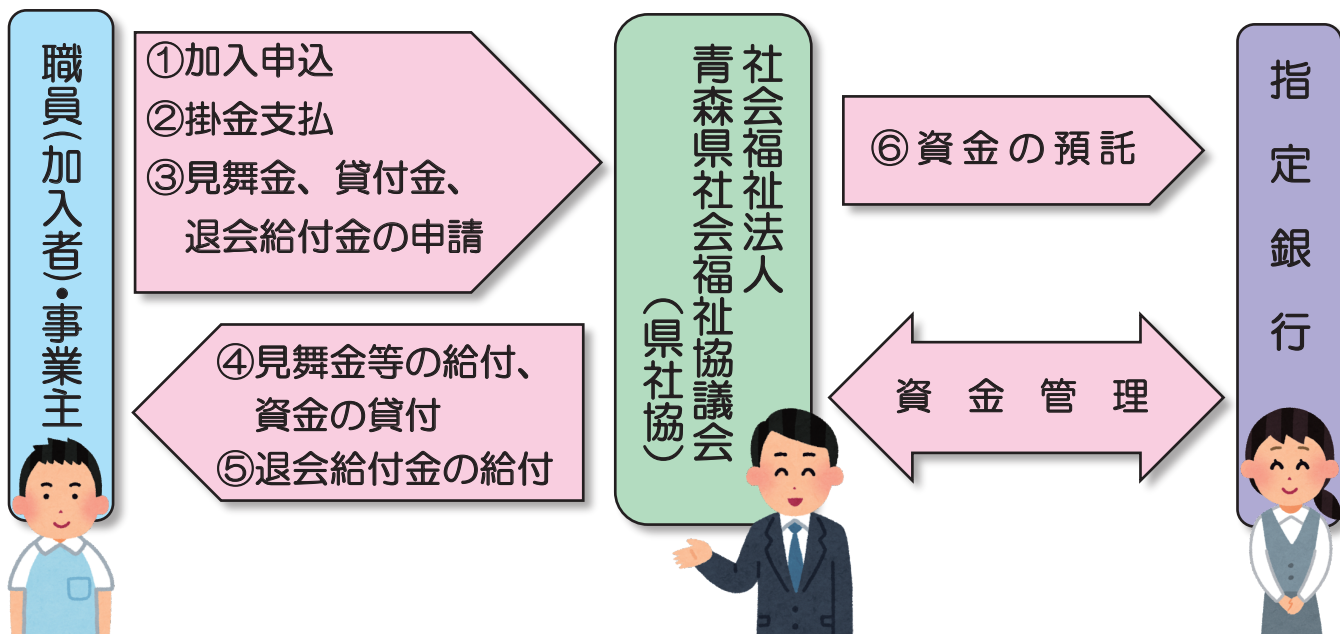 職員(加入者)・事業主
①加入申込
②掛金支払
③見舞金、貸付金、
退会給付金の申請
④見舞金等の給付、
資金の貸付
⑤退会給付金の給付
社会福祉法人
青森県社会福祉協議会
(県社協)
⑥資金の預託
資金管理
指定銀行